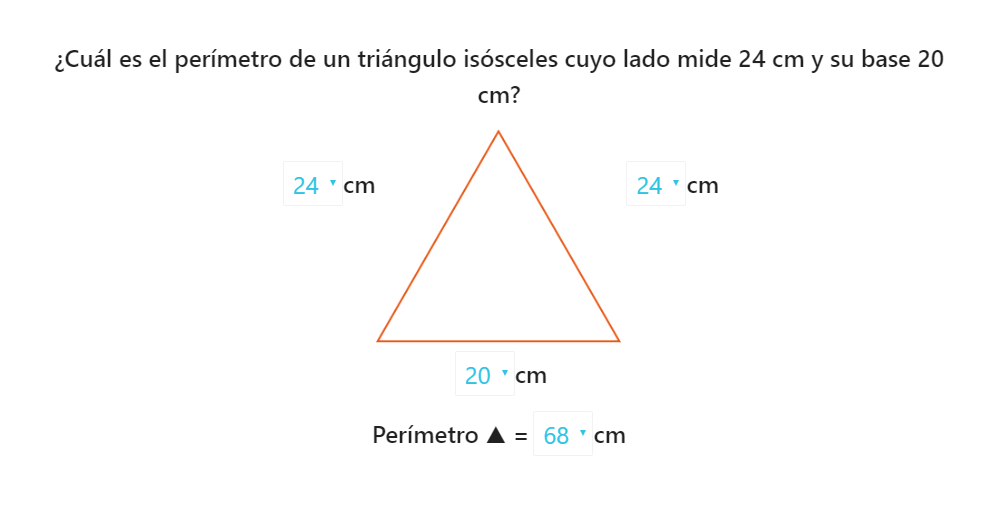 ¿Cuál es el perímetro de un triángulo isósceles cuyo lado mide 24 cm y su base 20
cm?
24 cm 24 cm
20 cm
Perímetro ▲ = 68 cm